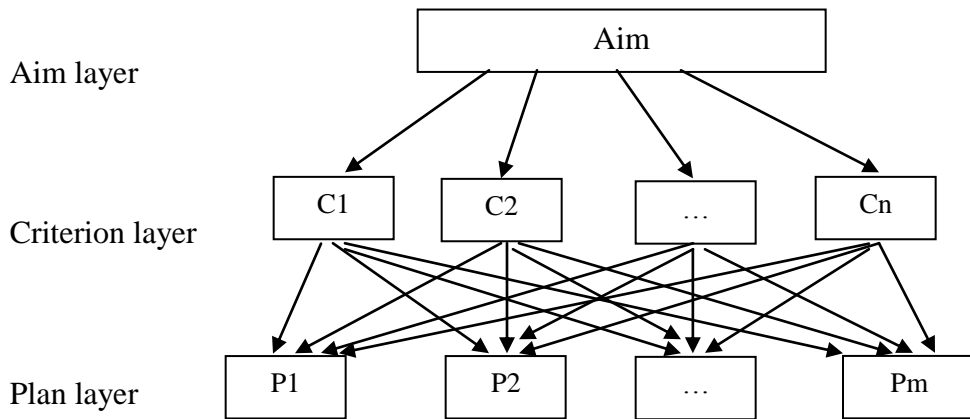 Aim
Aim layer
C1
C2
…
Cn
Criterion layer
P1
P2
…
Pm
Plan layer